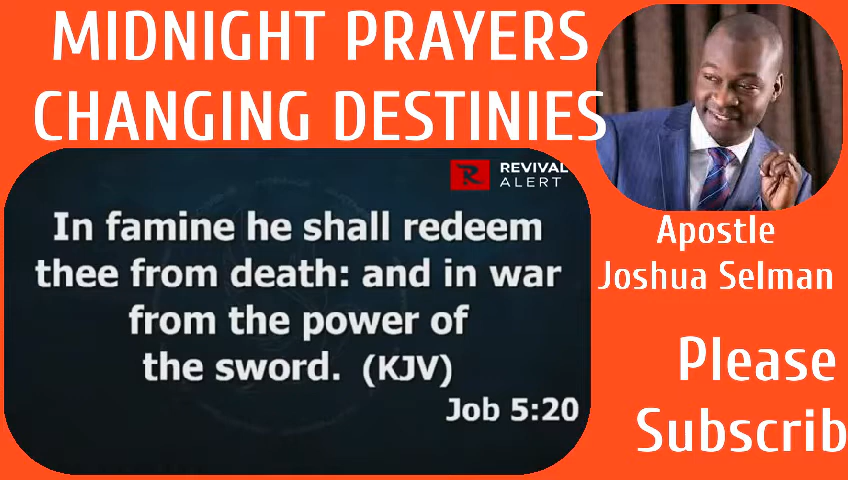 MIDNIGHT PRAYERS
CHANGING DESTINIES
REVIVAL
ALERT
In famine he shall redeem
thee from death: and in war
from the power of
the sword. (KJV)
Job 5:20
Apostle
Joshua Selman
Please
Subscrib